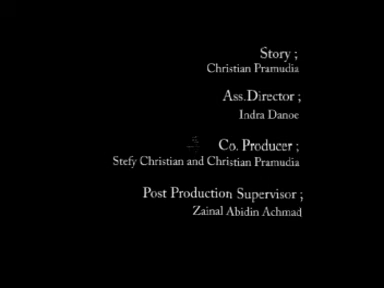 Story ;
Christian Pramudia
Ass.Director ;
Indra Danoe
Co. Producer ;
Stefy Christian and Christian Pramudia
Post Production Supervisor ;
Zainal Abidin Achmad